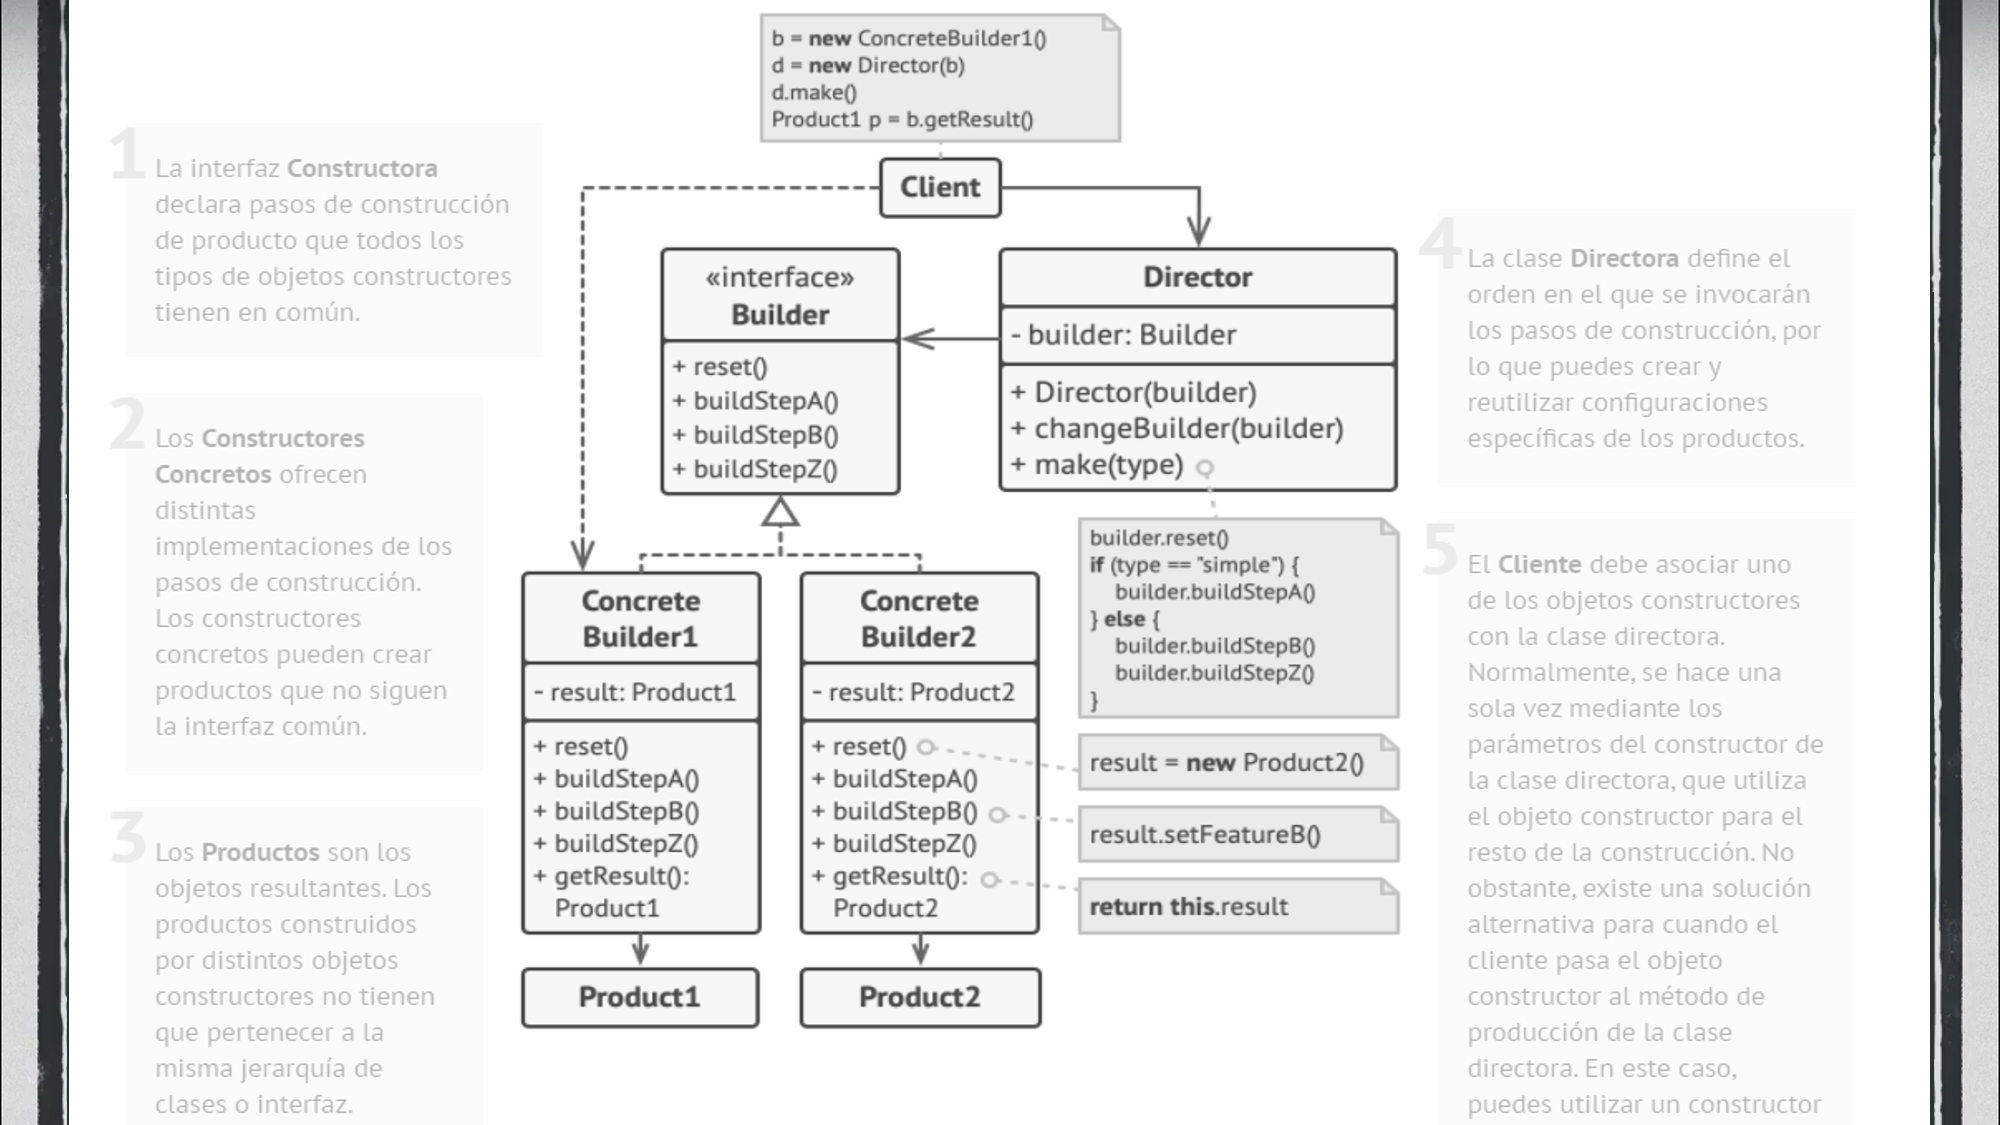 b = new ConcreteBuilder1()
d = new Director(b)
d.make()
Product1 p = b.getResult()
Client
1
La interfaz Constructora
declara pasos de construcción
de producto que todos los
tipos de objetos constructores
tienen en común.
2
Los Constructores
Concretos ofrecen
distintas
implementaciones de los
pasos de construcción.
Los constructores
concretos pueden crear
productos que no siguen
la interfaz común.
3
Los Productos son los
objetos resultantes. Los
productos construidos
por distintos objetos
constructores no tienen
que pertenecer a la
misma jerarquía de
clases o interfaz.
«interface»
Builder
+ reset()
+ buildStepA()
+ buildStepB()
+ buildStepZ()
Director
- builder: Builder
+ Director(builder)
+ changeBuilder(builder)
+ make(type)
builder.reset()
if (type == "simple") {
builder.buildStepA()
} else {
builder.buildStepB()
builder.buildStepZ()
}
Concrete
Builder1
- result: Product1
+ reset()
+ buildStepA()
+ buildStepB()
+ buildStepZ()
+ getResult():
Product1
Concrete
Builder2
- result: Product2
+ reset()
+ buildStepA()
+ buildStepB()
+ buildStepZ()
+ getResult():
Product2
result = new Product2()
result.setFeatureB()
return this.result
Product1
Product2
4
La clase Directora define el
orden en el que se invocarán
los pasos de construcción, por
lo que puedes crear y
reutilizar configuraciones
específicas de los productos.
5
El Cliente debe asociar uno
de los objetos constructores
con la clase directora.
Normalmente, se hace una
sola vez mediante los
parámetros del constructor de
la clase directora, que utiliza
el objeto constructor para el
resto de la construcción. No
obstante, existe una solución
alternativa para cuando el
cliente pasa el objeto
constructor al método de
producción de la clase
directora. En este caso,
puedes utilizar un constructor